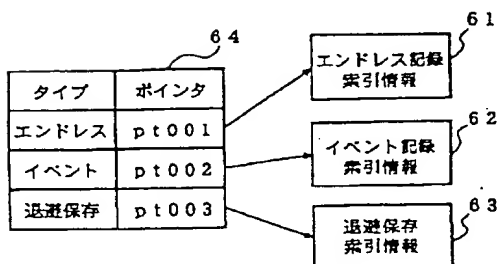 64
タイプ ポインタ
エンドレス pt001
イベント pt002
退避保存 pt003
61
エンドレス記録
索引情報
62
イベント記録
索引情報
63
退避保存
索引情報